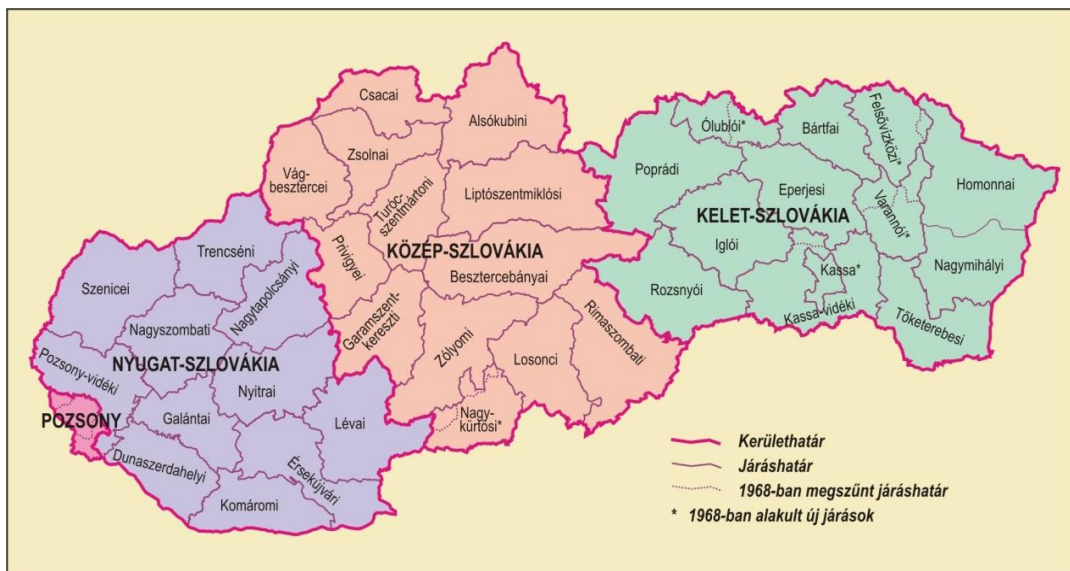 Csacai
Alsókubini
Zsolnai
Vág-
besztercei
Turóc-
szentmártoni
Liptószentmiklósi
Privigyei
KÖZÉP-SZLOVÁKIA
Besztercebányai
Garamszent-
kereszti
Zólyomi
Losonci
Rimaszombati
Nagy-
kürtösi*
Trencséni
Szenicei
Nagytapolcsányi
Nagyszombati
Pozsony-vidéki
NYUGAT-SZLOVÁKIA
Nyitrai
POZSONY
Galántai
Lévai
Dunaszerdahelyi
Érsekújvári
Komáromi
Ólublói*
Bártfai
Felsővízközi*
Poprádi
Homonnai
Eperjesi
Varannói*
KELET-SZLOVÁKIA
Iglói
Kassa*
Nagymihályi
Rozsnyói
Kassa-vidéki
Tőketerebesi
Kerülethatár
Járáshatár
1968-ban megszűnt járáshatár
* 1968-ban alakult új járások